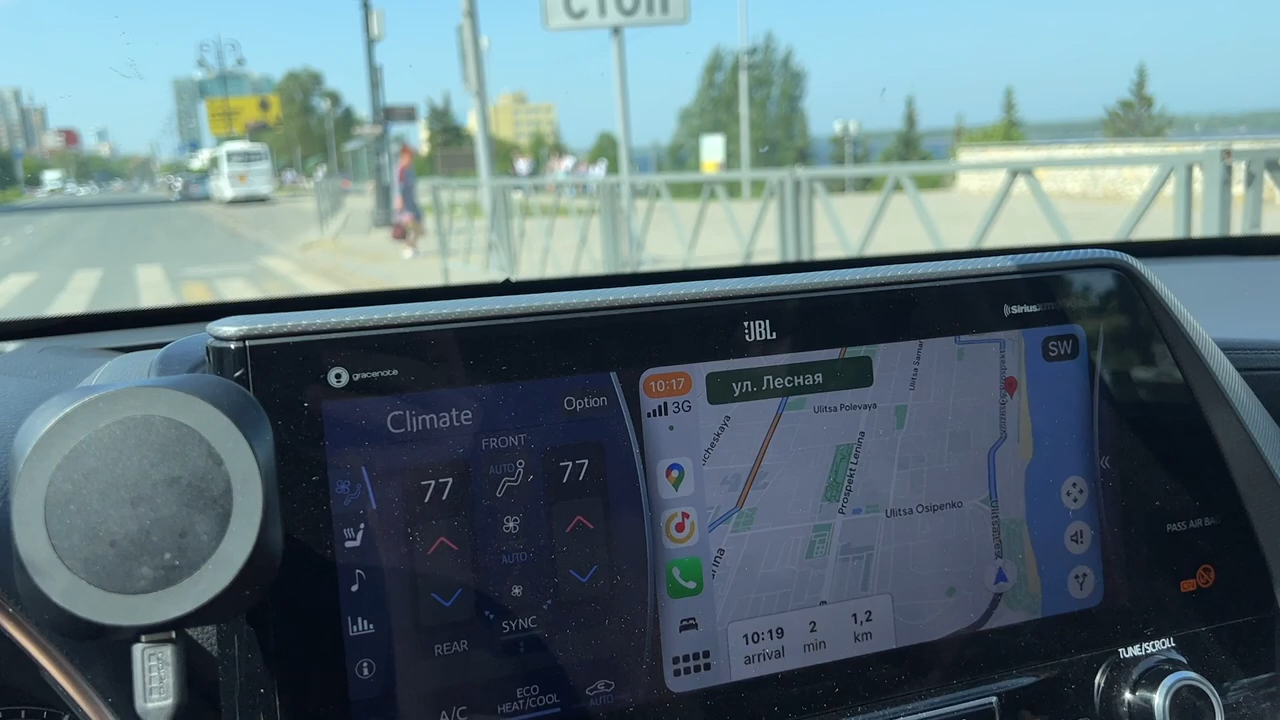 СТОП
JBL
SiriusXM
gracenote
Climate
Option
FRONT
AUTO
77
77
AUTO
SYNC
REAR
A/C
ECO
HEAT/COOL
AUTO
10:17
3G
ул. Лесная
SW
Ulitsa Samar
Ulitsa Polevaya
Prospekt Lenina
Ulitsa Osipenko
10:19
arrival
2
min
1,2
km
PASS AIR BAG
TUNE/SCROLL